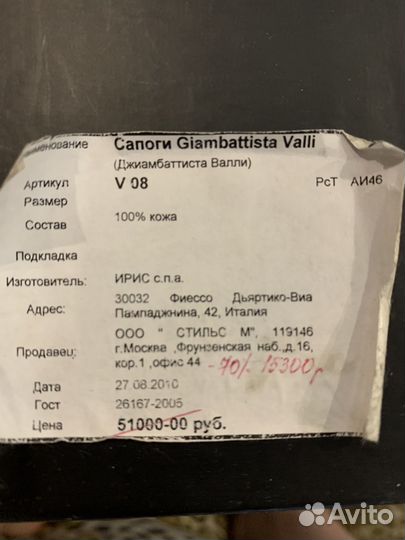 именование Сапоги Giambattista Valli
(Джиамбаттиста Валли)
Артикул V 08 РсТ АИ46
Размер
Состав 100% кожа
Подкладка
Изготовитель: ИРИС с.п.а.
Адрес: 30032 Фиессо Дьяртико-Виа
Пампаджнина, 42, Италия
Продавец: ООО " СТИЛЬС М", 119146
г.Москва ,Фрунзенская наб.,д.16,
кор.1 ,офис 44 -70% 15300р
Дата 27.08.2010
Гост 26167-2005
Цена 51000-00 руб.
Avito